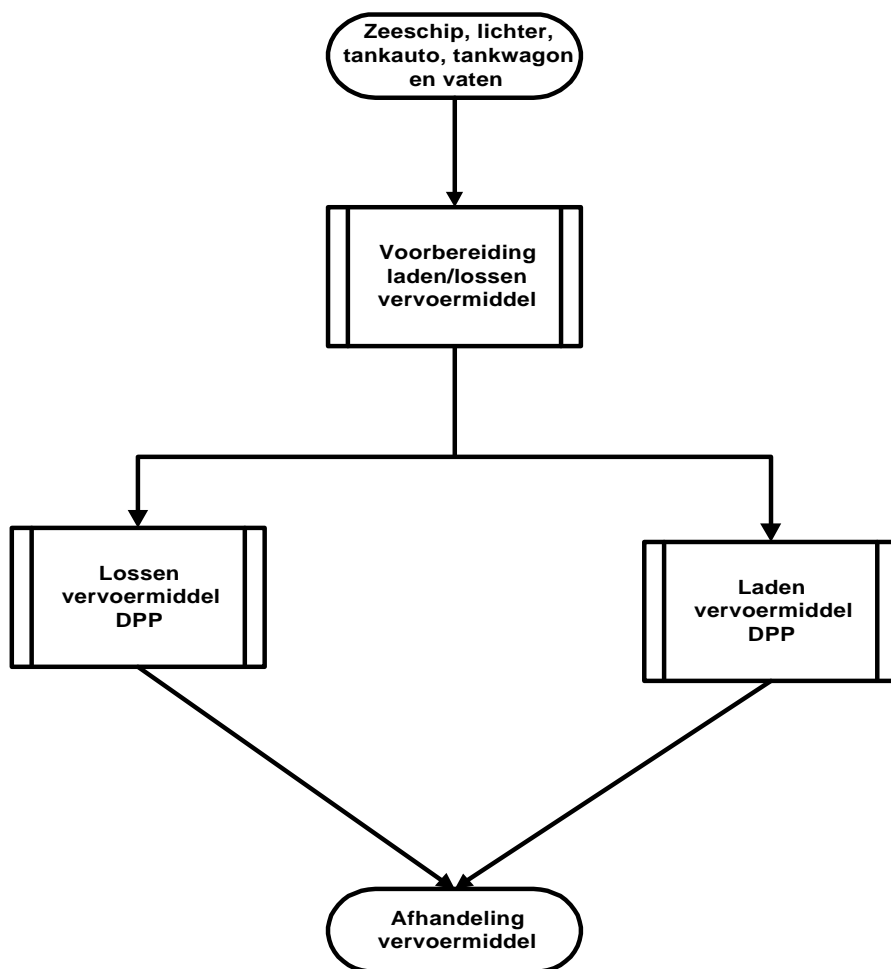 Zeeschip, lichter,
tankauto, tankwagon
en vaten
Voorbereiding
laden/lossen
vervoermiddel
Lossen
vervoermiddel
DPP
Laden
vervoermiddel
DPP
Afhandeling
vervoermiddel